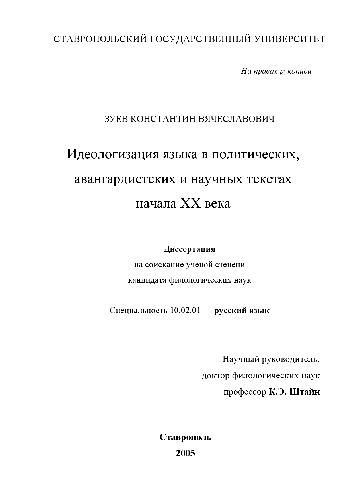 СТАВРОПОЛЬСКИЙ ГОСУДАРСТВЕННЫЙ УНИВЕРСИТЕТ
На правах рукописи
ЗУЕВ КОНСТАНТИН ВЯЧЕСЛАВОВИЧ
Идеологизация языка в политических,
авангардистских и научных текстах
начала XX века
Диссертация
на соискание ученой степени
кандидата филологических наук
Специальность 10.02.01 русский язык
Научный руководитель:
доктор филологических наук
профессор К.Э. Штайн
Ставрополь
2005